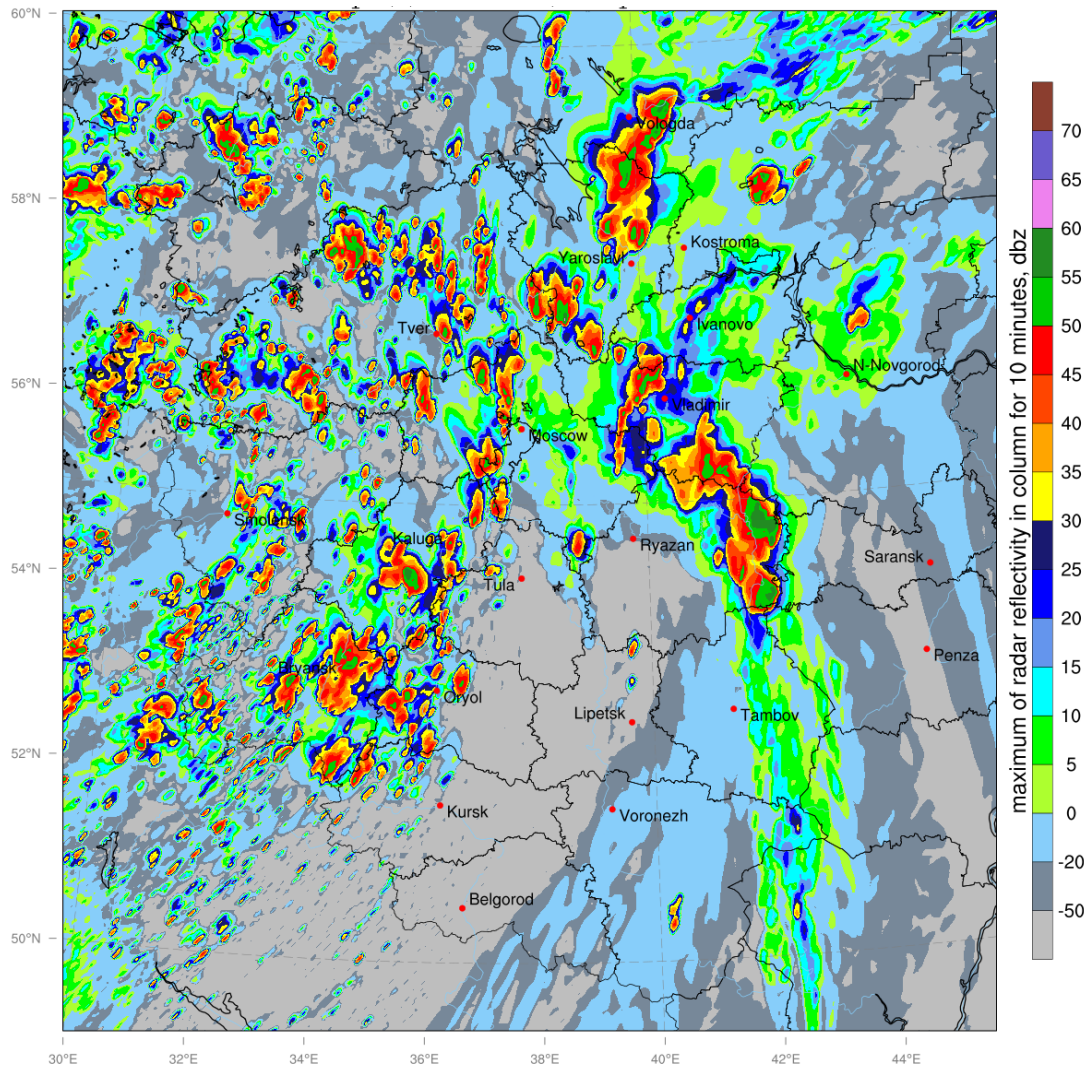 60°N
58°N
56°N
54°N
52°N
50°N
30°E
32°E
34°E
36°E
38°E
40°E
42°E
44°E
Vologda
Kostroma
Yaroslavl
Ivanovo
Tver
N-Novgorod
Vladimir
Moscow
Smolensk
Kaluga
Ryazan
Saransk
Tula
Penza
Bryansk
Oryol
Lipetsk
Tambov
Kursk
Voronezh
Belgorod
70
65
60
55
50
45
40
35
30
25
20
15
10
5
0
-20
-50
maximum of radar reflectivity in column for 10 minutes, dbz